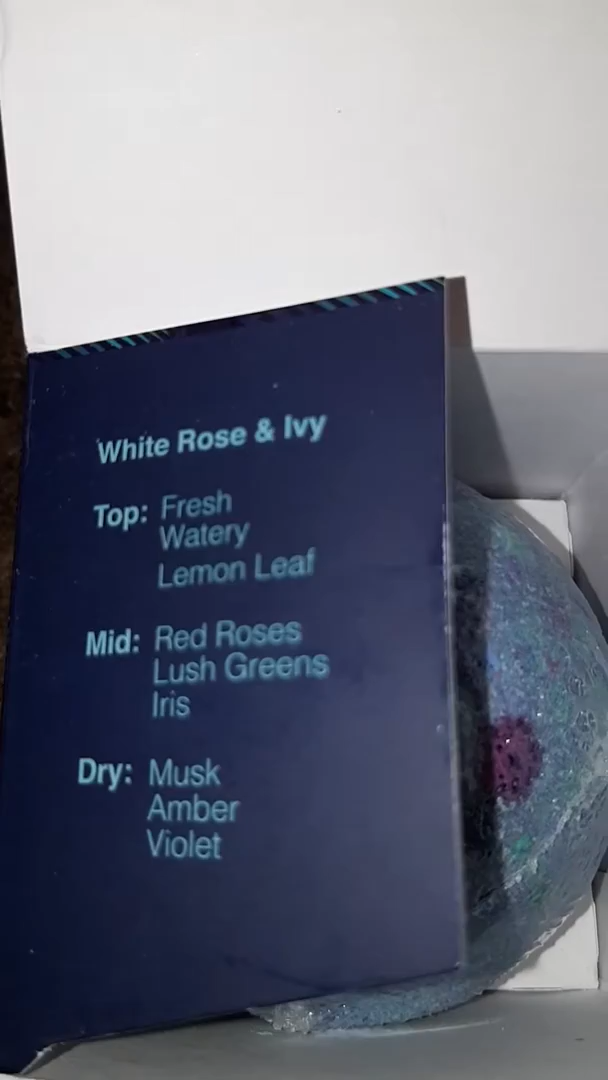 White Rose & Ivy
Top: Fresh
Watery
Lemon Leaf
Mid: Red Roses
Lush Greens
Iris
Dry: Musk
Amber
Violet